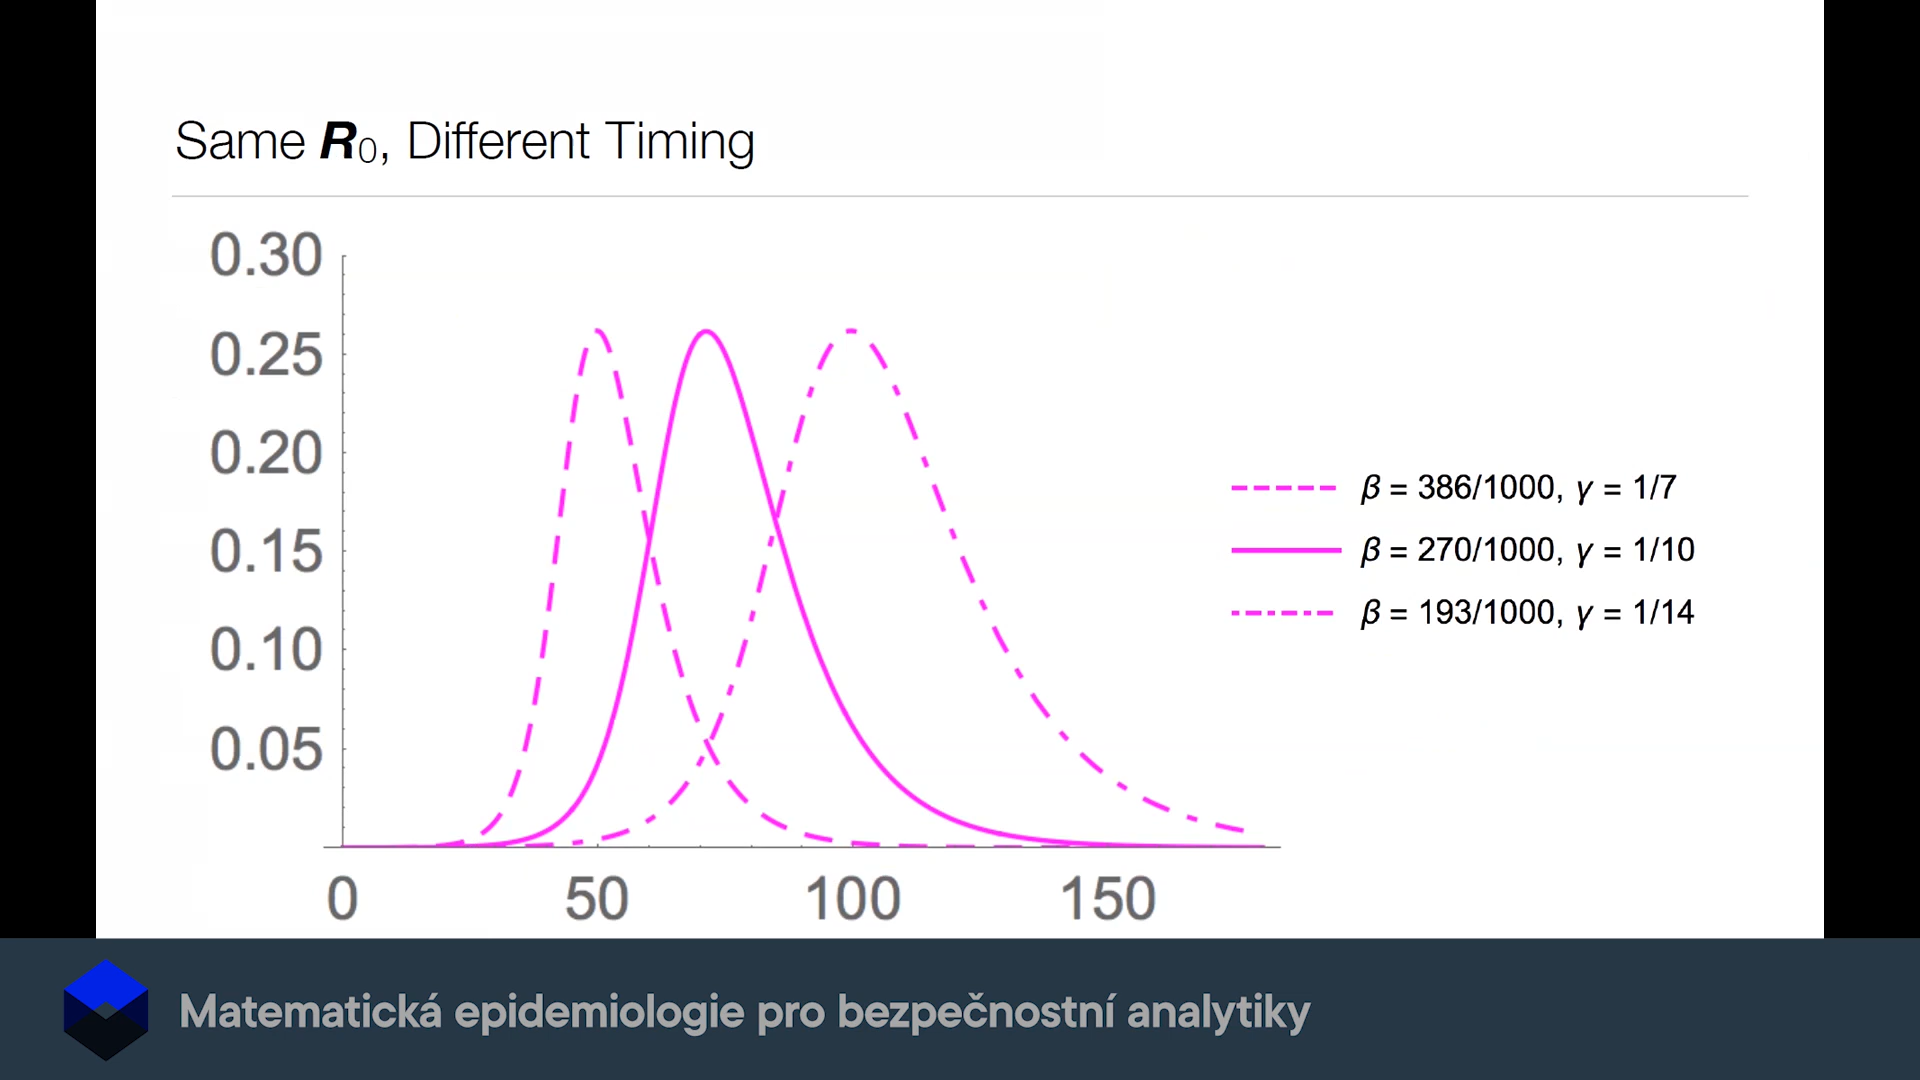 Same R0, Different Timing
0.30
0.25
0.20
0.15
0.10
0.05
0 50 100 150
β = 386/1000, γ = 1/7
β = 270/1000, γ = 1/10
β = 193/1000, γ = 1/14
Matematická epidemiologie pro bezpečnostní analytiky